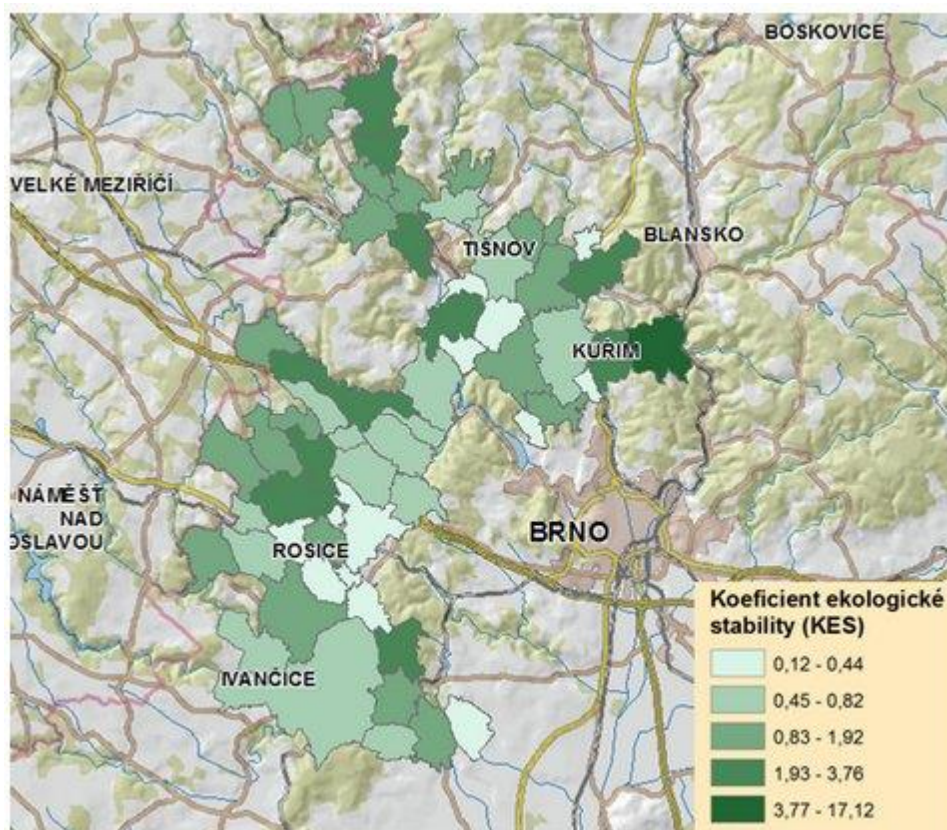 BOSKOVICE
VELKÉ MEZIŘÍČÍ
TIŠNOV
BLANSKO
KUŘIM
NÁMĚŠŤ
NAD
OSLAVOU
ROSICE
BRNO
IVANČICE
Koeficient ekologické
stability (KES)
0,12 - 0,44
0,45 - 0,82
0,83 - 1,92
1,93 - 3,76
3,77 - 17,12